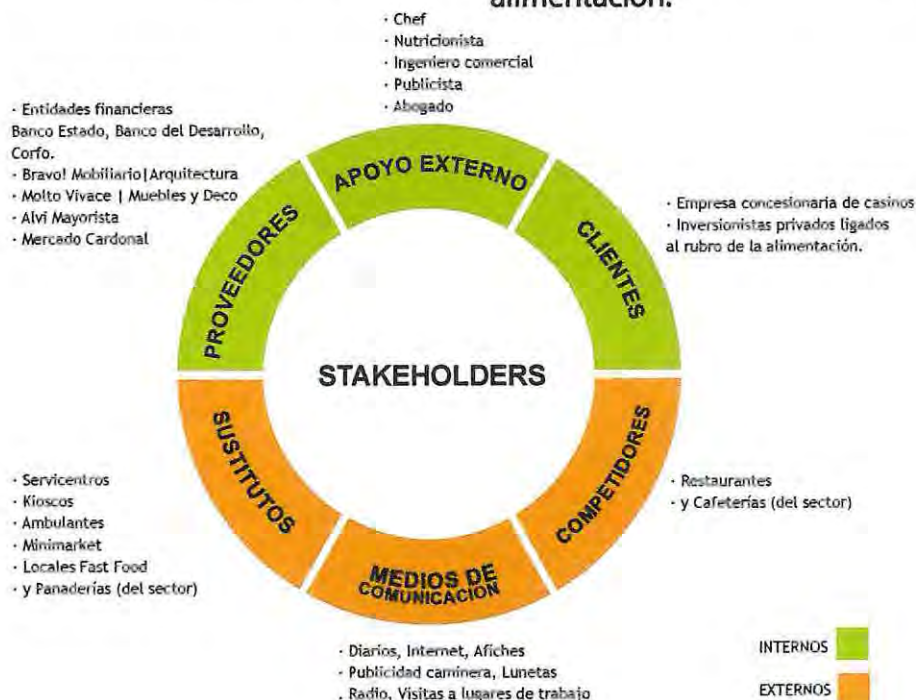 alimentación.
· Chef
· Nutricionista
· Ingeniero comercial
· Publicista
· Abogado
· Entidades financieras
Banco Estado, Banco del Desarrollo,
Corfo.
· Bravo! Mobiliario|Arquitectura
· Molto Vivace | Muebles y Deco
· Alvi Mayorista
· Mercado Cardonal
APOYO EXTERNO
PROVEEDORES
CLIENTES
· Empresa concesionaria de casinos
· Inversionistas privados ligados
al rubro de la alimentación.
STAKEHOLDERS
SUSTITUTOS
COMPETIDORES
· Servicentros
· Kioscos
· Ambulantes
· Minimarket
· Locales Fast Food
· y Panaderías (del sector)
· Restaurantes
· y Cafeterías (del sector)
MEDIOS DE
COMUNICACION
· Diarios, Internet, Afiches
· Publicidad caminera, Lunetas
. Radio, Visitas a lugares de trabajo
INTERNOS
EXTERNOS